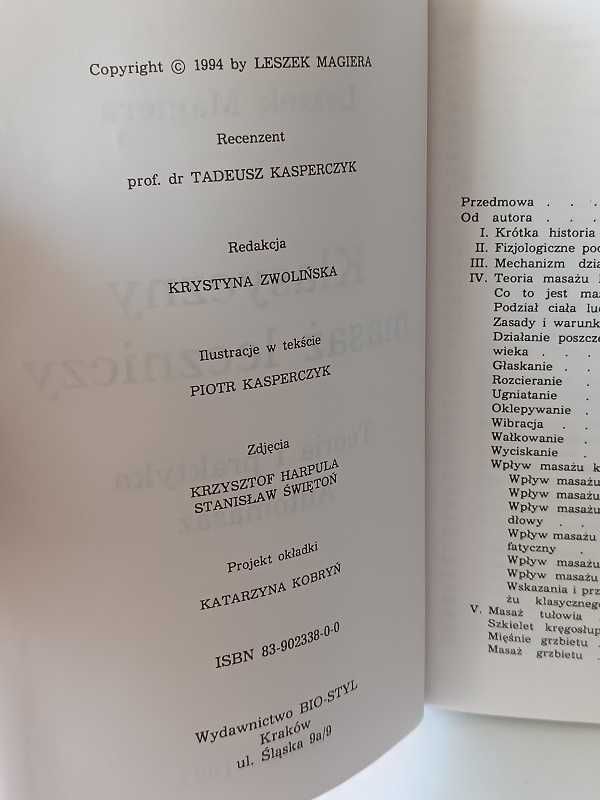 Copyright © 1994 by LESZEK MAGIERA
Recenzent
prof. dr TADEUSZ KASPERCZYK
Redakcja
KRYSTYNA ZWOLIŃSKA
Ilustracje w tekście
PIOTR KASPERCZYK
Zdjęcia
KRZYSZTOF HARPULA
STANISŁAW ŚWIĘTOŃ
Projekt okładki
KATARZYNA KOBRYŃ
ISBN 83-902338-0-0
Wydawnictwo BIO-STYL
Kraków
ul. Śląska 9a/9
Przedmowa . . .
Od autora . . .
I. Krótka historia
II. Fizjologiczne pod
III. Mechanizm dzia
IV. Teoria masażu
Co to jest mas
Podział ciała lud
Zasady i warunk
Działanie poszcze
wieka . . .
Głaskanie . .
Rozcieranie .
Ugniatanie .
Oklepywanie .
Wibracja . .
Wałkowanie .
Wyciskanie .
Wpływ masażu k
Wpływ masażu
Wpływ masażu
Wpływ masażu
dłowy . .
Wpływ masażu
fatyczny .
Wpływ masażu
Wpływ masażu
Wskazania i prz
żu klasycznego
V. Masaż tułowia
Szkielet kręgosłup
Mięśnie grzbietu .
Masaż grzbietu .